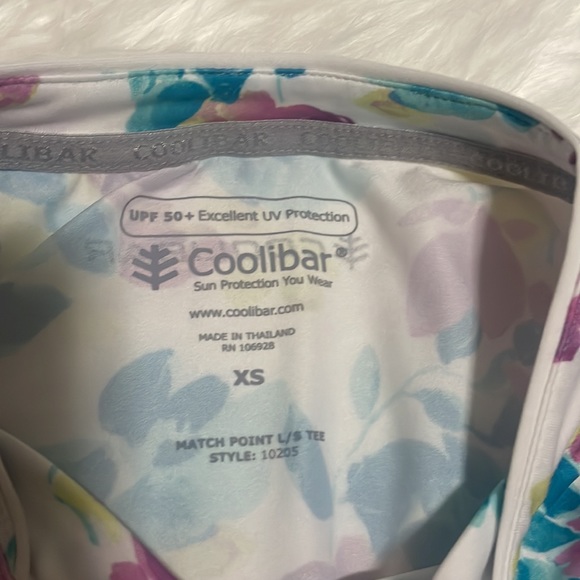 COOLIBAR COOLIBAR
UPF 50+ Excellent UV Protection
Coolibar®
Sun Protection You Wear
www.coolibar.com
MADE IN THAILAND
RN 106928
XS
MATCH POINT L/S TEE
STYLE: 10205